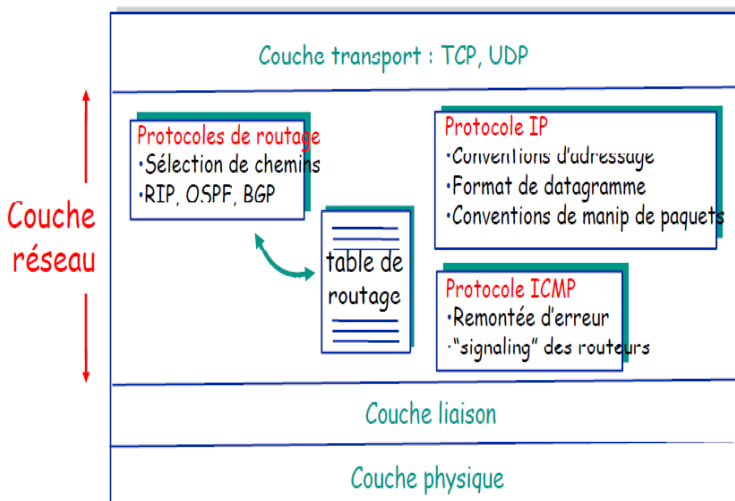 Couche transport : TCP, UDP
Couche
réseau
Protocoles de routage
•Sélection de chemins
•RIP, OSPF, BGP
table de
routage
Protocole IP
•Conventions d'adressage
•Format de datagramme
•Conventions de manip de paquets
Protocole ICMP
•Remontée d'erreur
•"signaling" des routeurs
Couche liaison
Couche physique